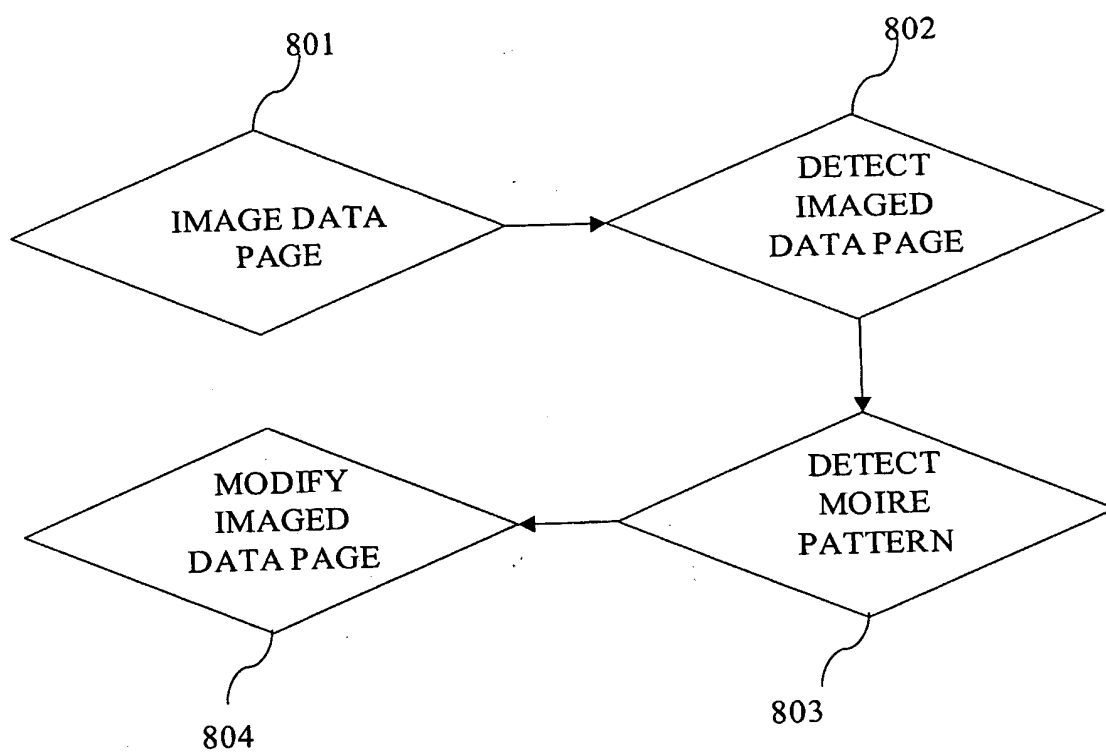 801
IMAGE DATA
PAGE
802
DETECT
IMAGED
DATA PAGE
DETECT
MOIRE
PATTERN
803
MODIFY
IMAGED
DATA PAGE
804